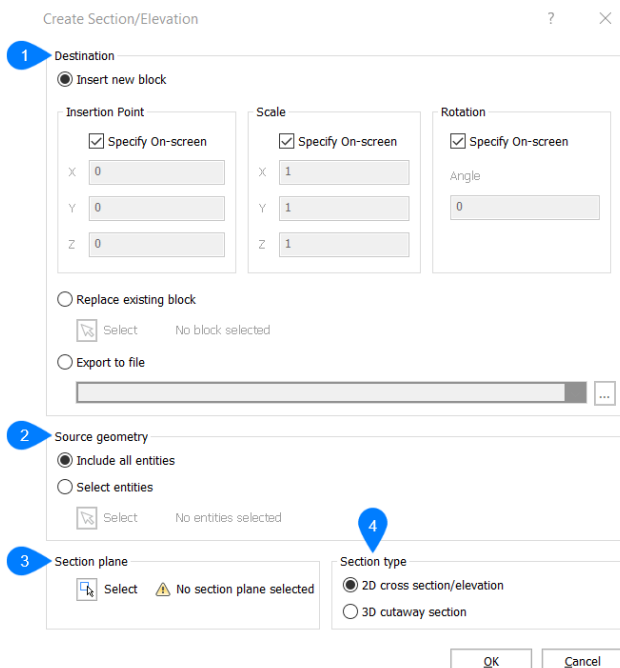 Create Section/Elevation ? ×
1 Destination
Insert new block
Insertion Point
Specify On-screen
X 0
Y 0
Z 0
Scale
Specify On-screen
X 1
Y 1
Z 1
Rotation
Specify On-screen
Angle
0
Replace existing block
Select No block selected
Export to file
...
2 Source geometry
Include all entities
Select entities
Select No entities selected
3 Section plane
Select No section plane selected
4
Section type
2D cross section/elevation
3D cutaway section
OK Cancel